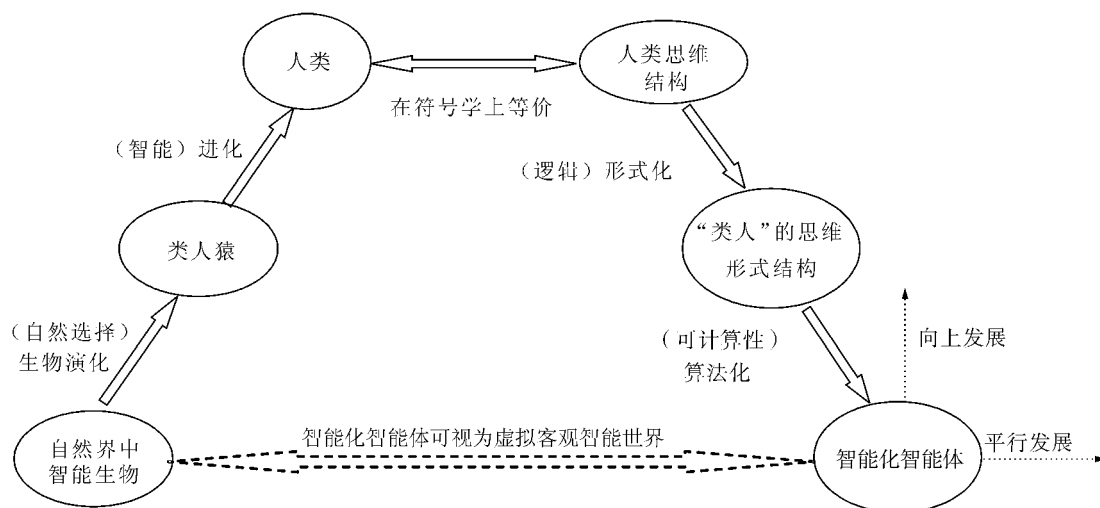 人类
人类思维
结构
在符号学上等价
（智能）进化
（逻辑）形式化
类人猿
“类人”的思维
形式结构
（自然选择）
生物演化
（可计算性）
算法化
向上发展
自然界中
智能生物
智能化智能体可视为虚拟客观智能世界
智能化智能体
平行发展